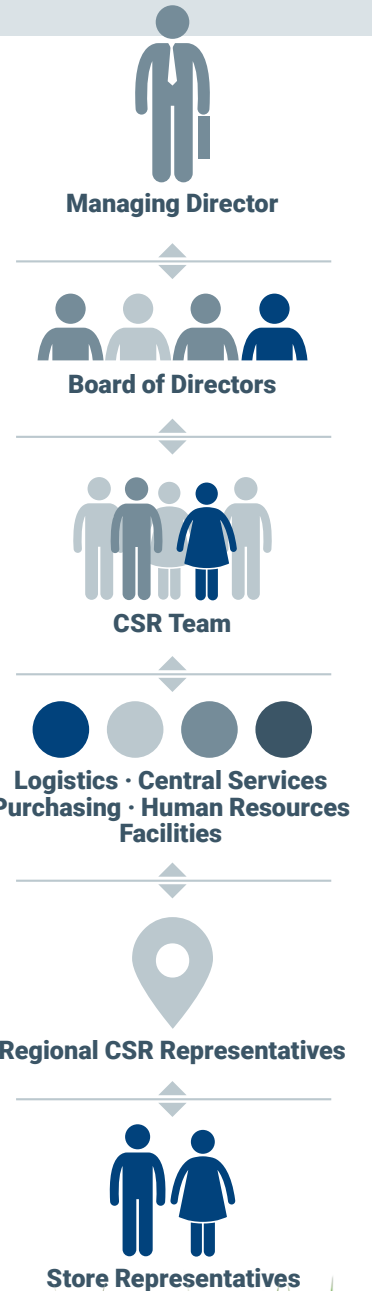 Managing Director
Board of Directors
CSR Team
Logistics · Central Services
Purchasing · Human Resources
Facilities
Regional CSR Representatives
Store Representatives